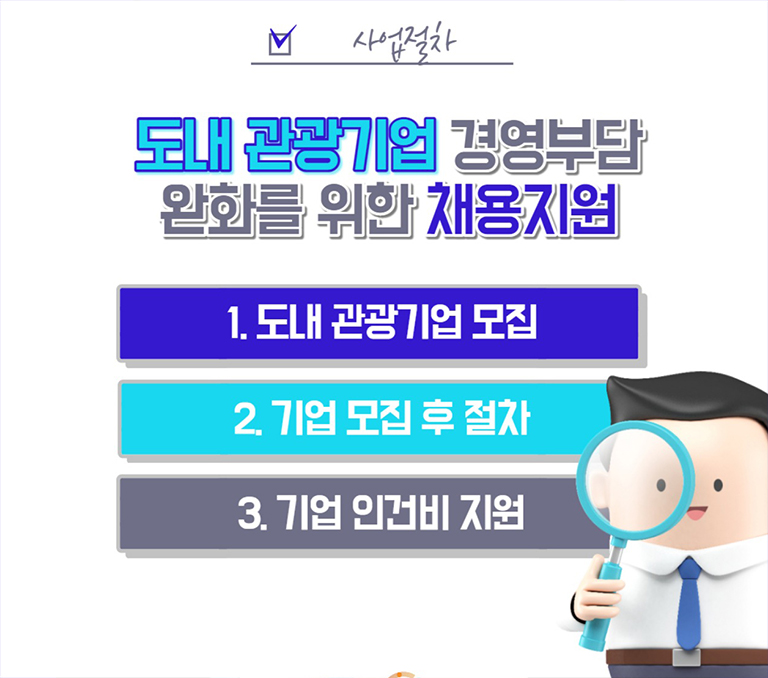 사업절차
도내 관광기업 경영부담
완화를 위한 채용지원
1. 도내 관광기업 모집
2. 기업 모집 후 절차
3. 기업 인건비 지원